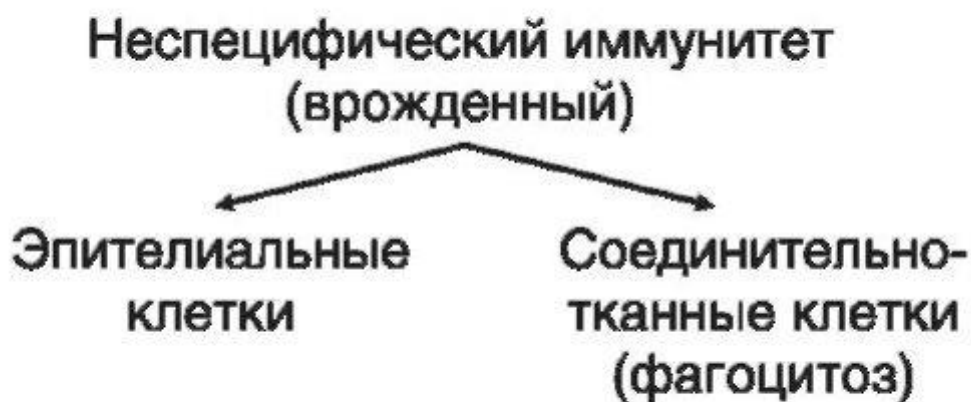 Неспецифический иммунитет
(врожденный)
Эпителиальные
клетки
Соединительно-
тканные клетки
(фагоцитоз)